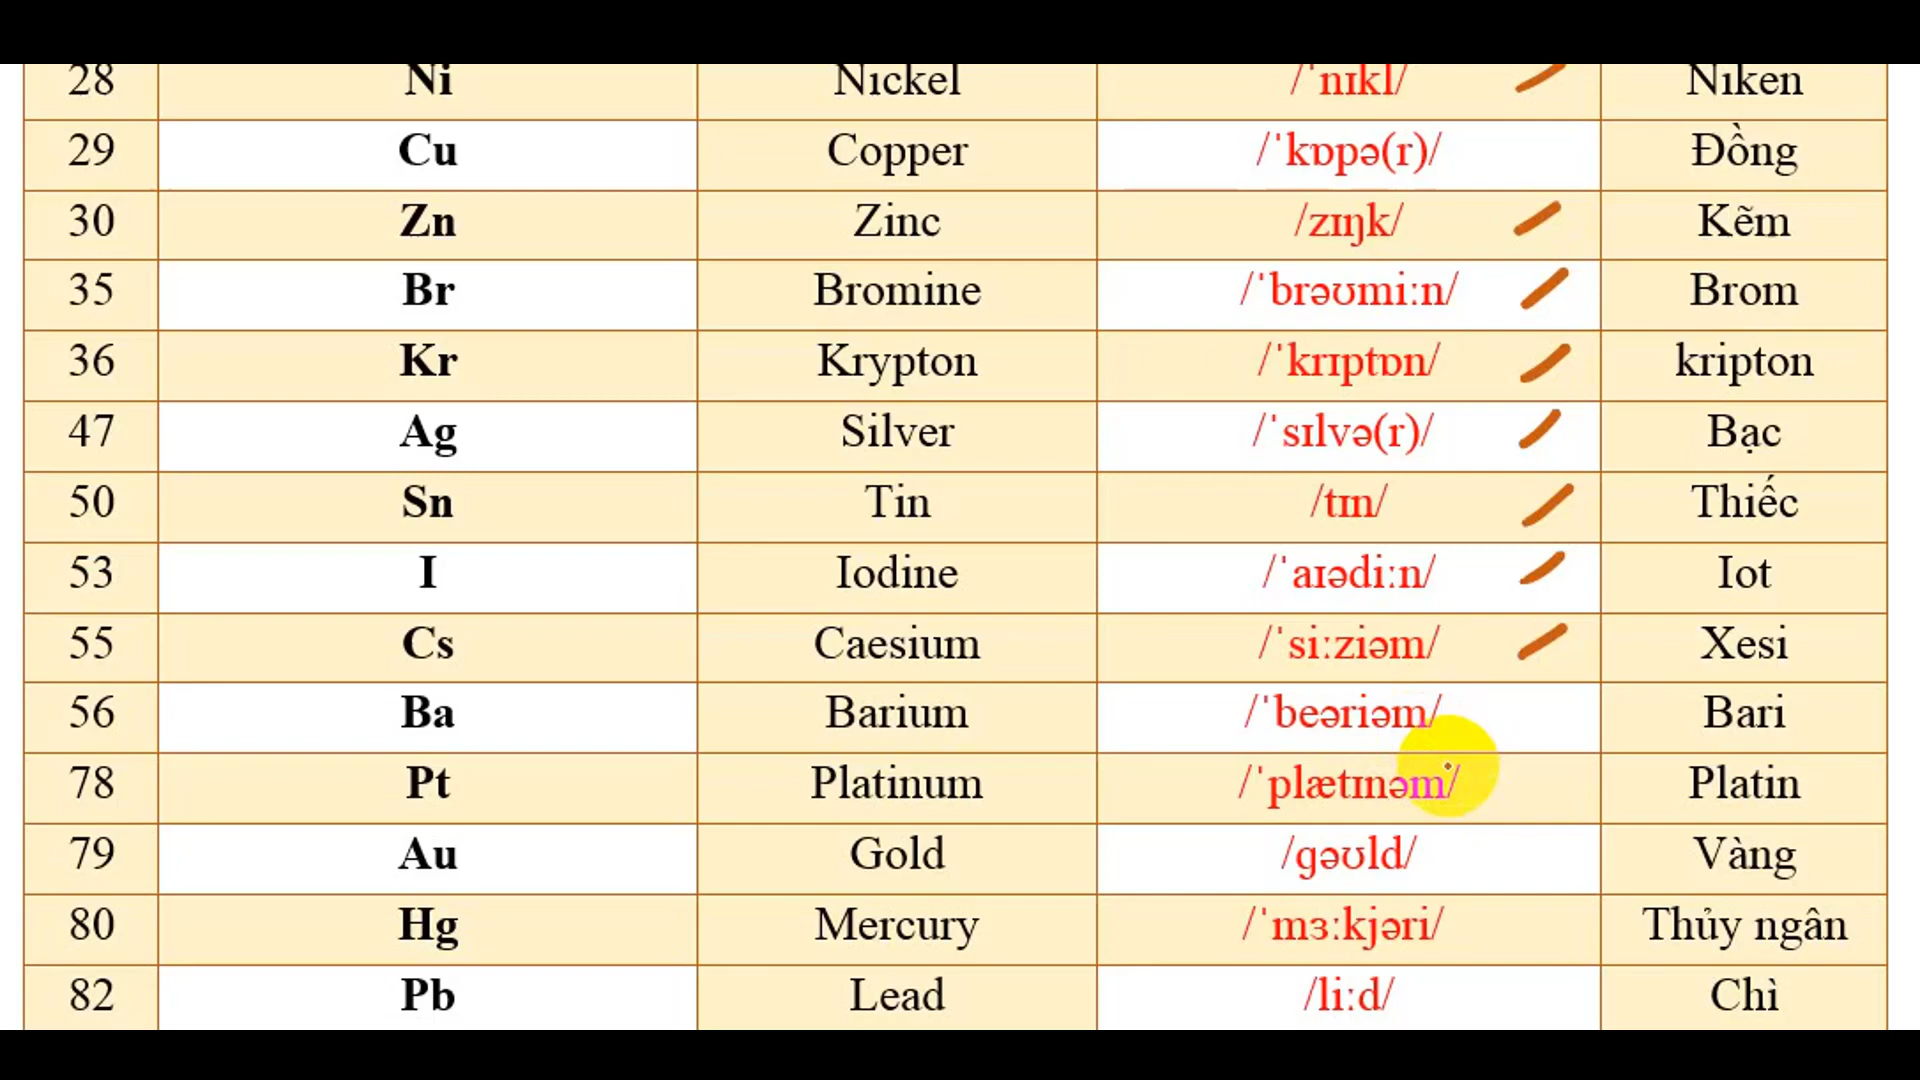 28 Ni Nickel /ˈnɪkl/ Niken
29 Cu Copper /ˈkɒpə(r)/ Đồng
30 Zn Zinc /zɪŋk/ Kẽm
35 Br Bromine /ˈbrəʊmiːn/ Brom
36 Kr Krypton /ˈkrɪptɒn/ kripton
47 Ag Silver /ˈsɪlvə(r)/ Bạc
50 Sn Tin /tɪn/ Thiếc
53 I Iodine /ˈaɪədiːn/ Iot
55 Cs Caesium /ˈsiːziəm/ Xesi
56 Ba Barium /ˈbeəriəm/ Bari
78 Pt Platinum /ˈplætɪnəm/ Platin
79 Au Gold /ɡəʊld/ Vàng
80 Hg Mercury /ˈmɜːkjəri/ Thủy ngân
82 Pb Lead /liːd/ Chì